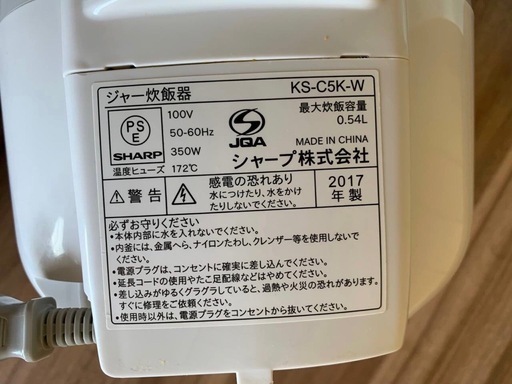 ジャー炊飯器
KS-C5K-W
PS
E
SHARP
100V
50-60Hz
350W
温度ヒューズ 172℃
JQA
最大炊飯容量
0.54L
MADE IN CHINA
シャープ株式会社
警告
感電の恐れあり
水につけたり、水をかけ
たりしないでください。
2017
年製
必ずお守りください
•本体内部に水を入れないでください。
•内釜には、金属へら、ナイロンたわし、クレンザー等を使用しない
でください。
•電源プラグは、コンセントに確実に差し込んでください。
•延長コードの使用やたこ足配線などはやめてください。
•差し込みがゆるくグラグラしていると、過熱や火災の恐れがあります。
すぐに修理をご依頼ください。
•使用時以外は、電源プラグをコンセントから抜いてください。